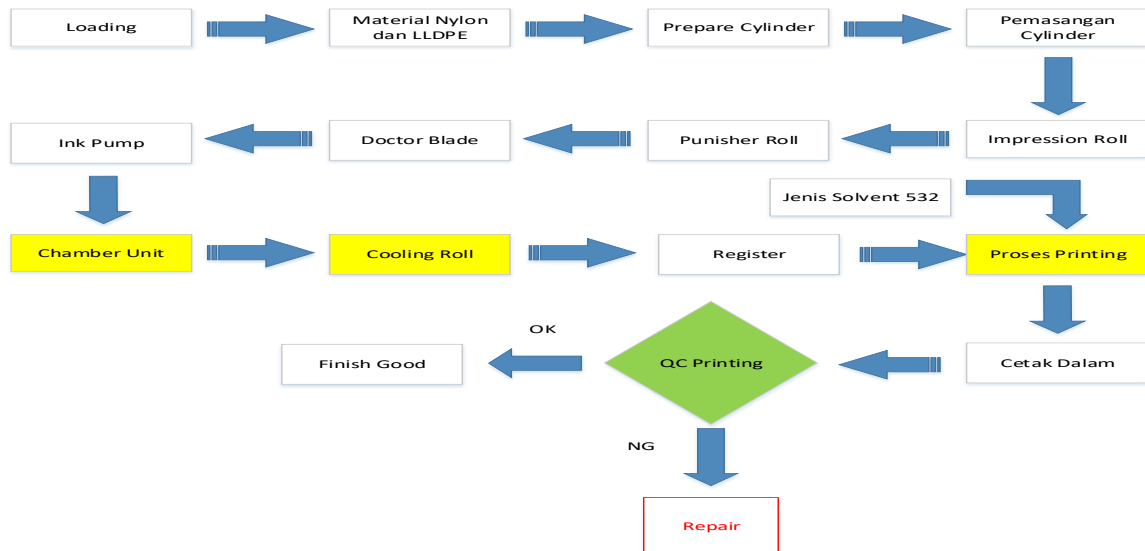 Loading
Material Nylon
dan LLDPE
Prepare Cylinder
Pemasangan
Cylinder
Ink Pump
Doctor Blade
Punisher Roll
Impression Roll
Jenis Solvent 532
Chamber Unit
Cooling Roll
Register
Proses Printing
OK
Finish Good
QC Printing
Cetak Dalam
NG
Repair